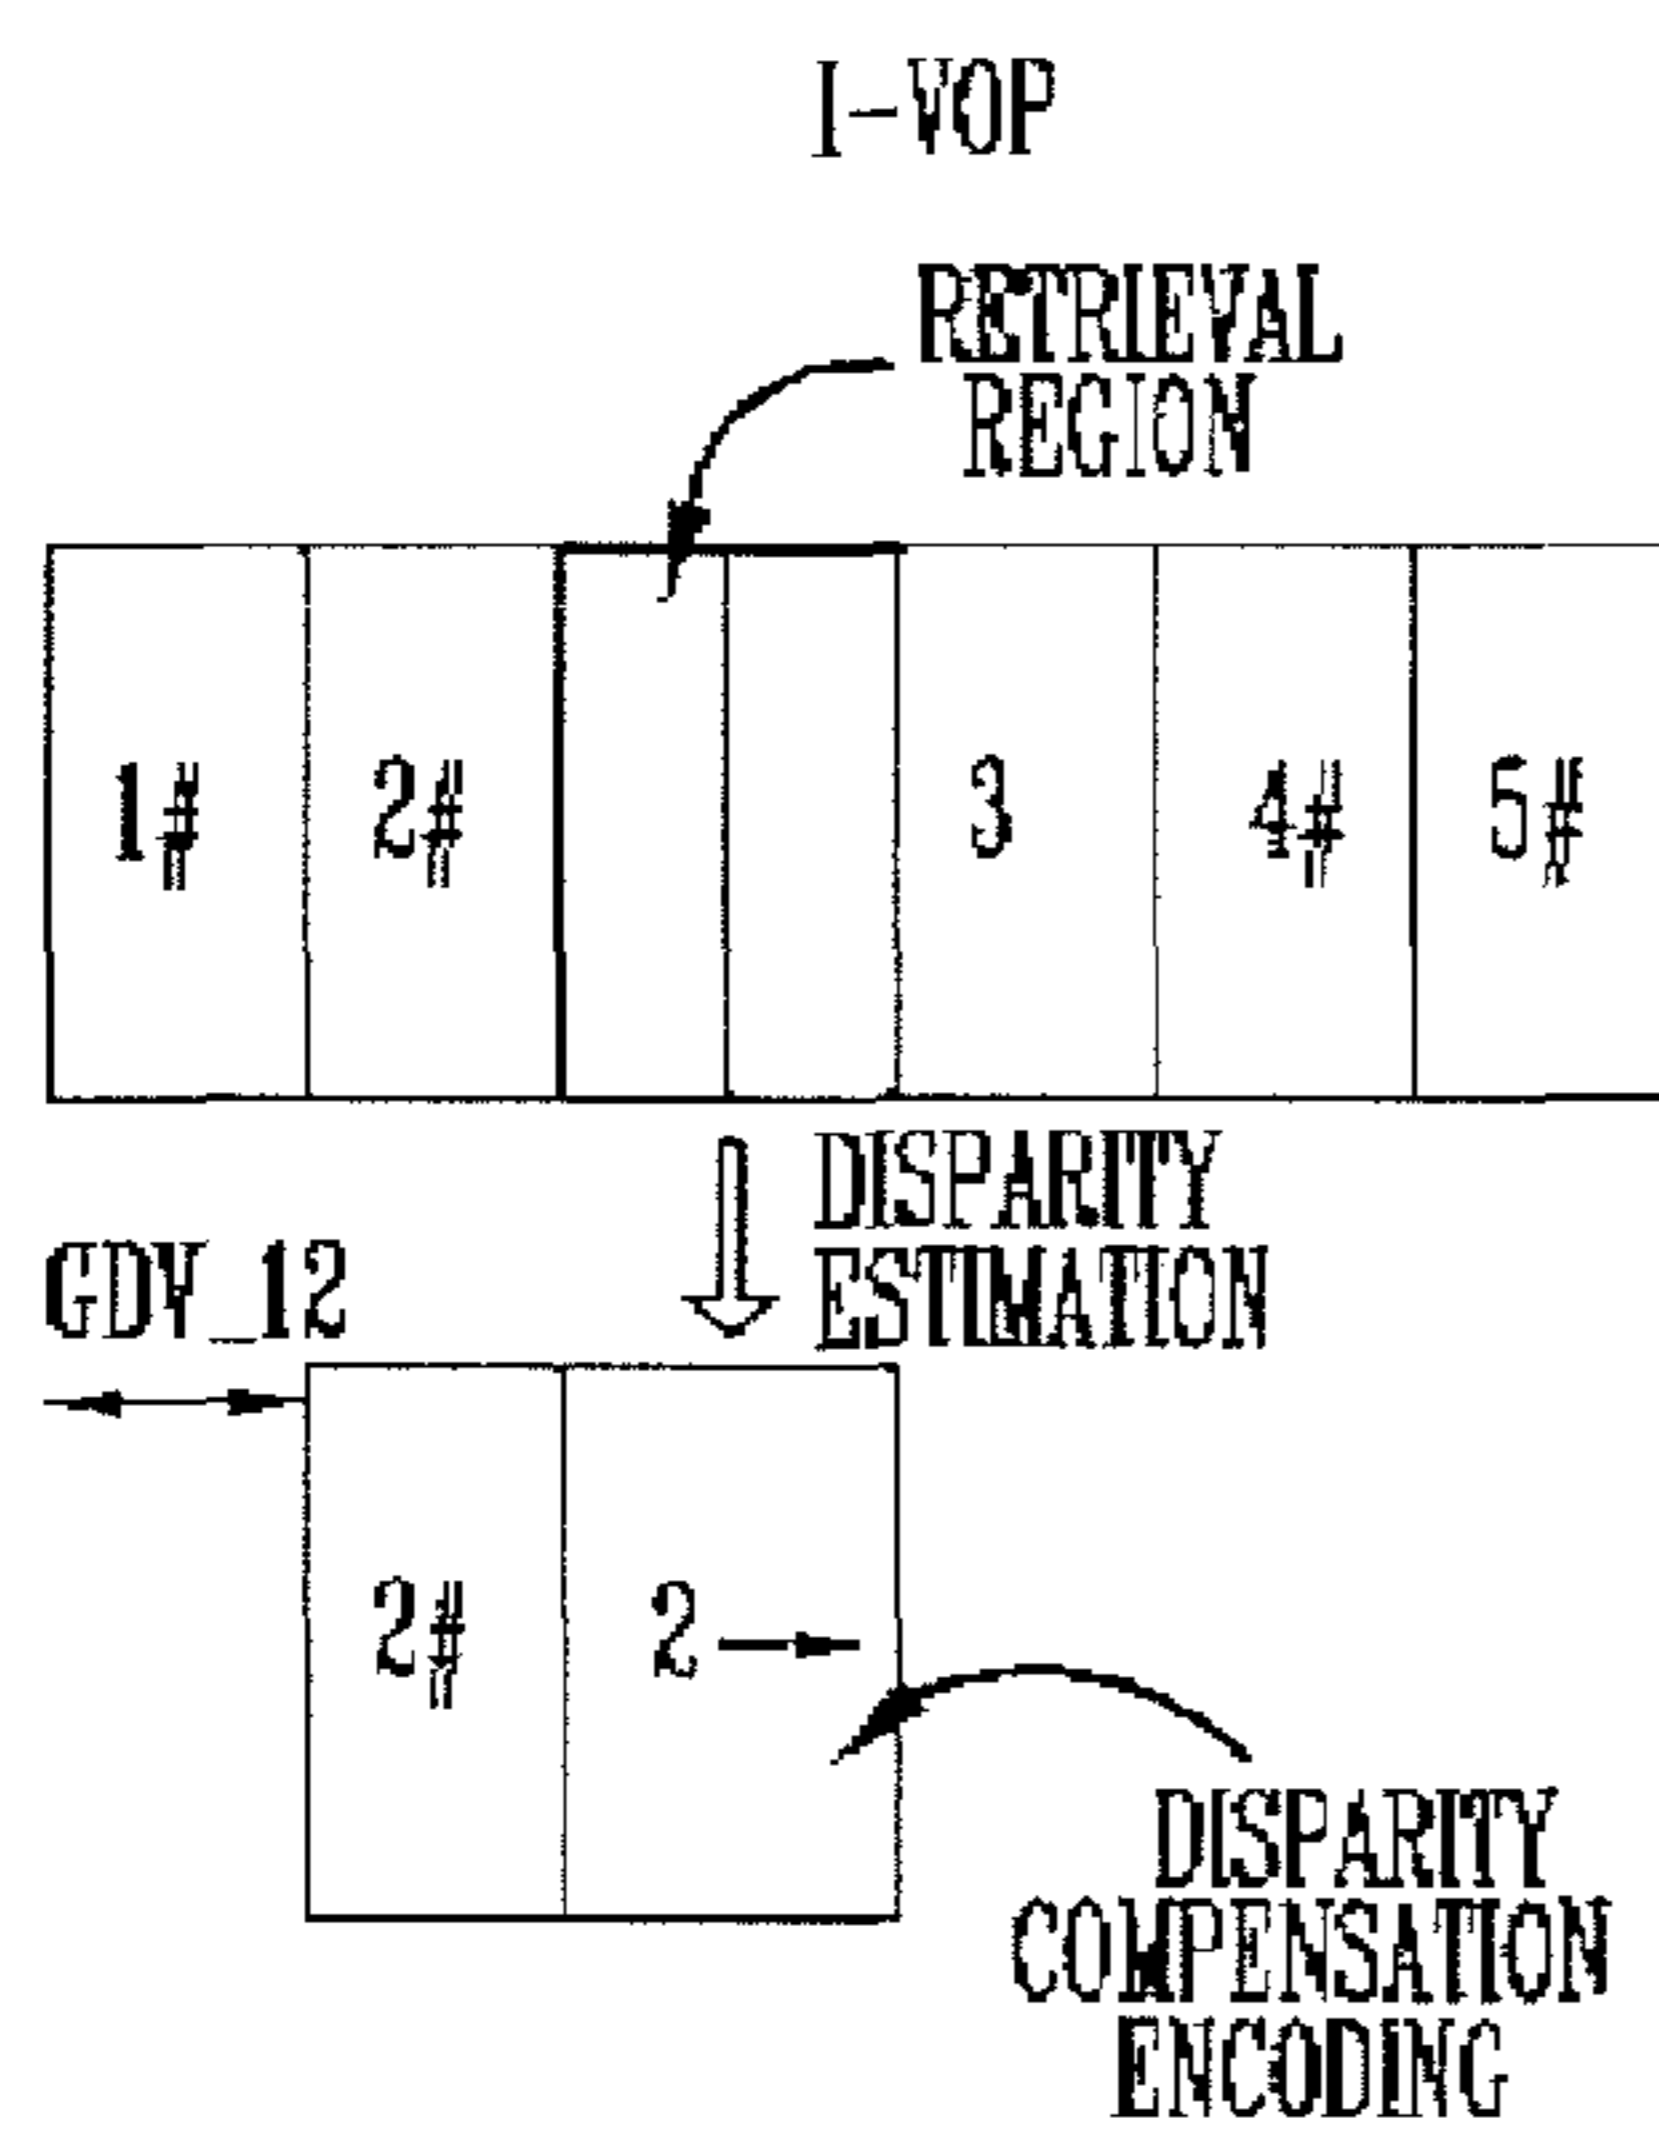 I-VOP
RETRIEVAL
REGION
1# 2# 3 4# 5#
DISPARITY
ESTIMATION
GDV_12
2# 2
DISPARITY
COMPENSATION
ENCODING